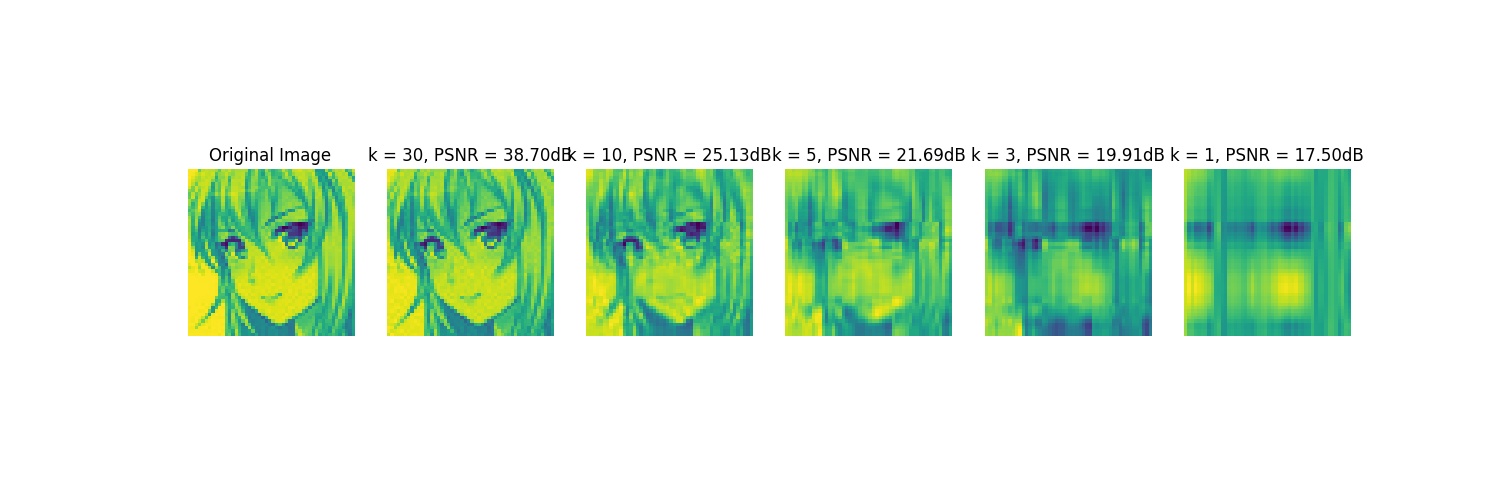 Original Image
k = 30, PSNR = 38.70dB
k = 10, PSNR = 25.13dB
k = 5, PSNR = 21.69dB
k = 3, PSNR = 19.91dB
k = 1, PSNR = 17.50dB